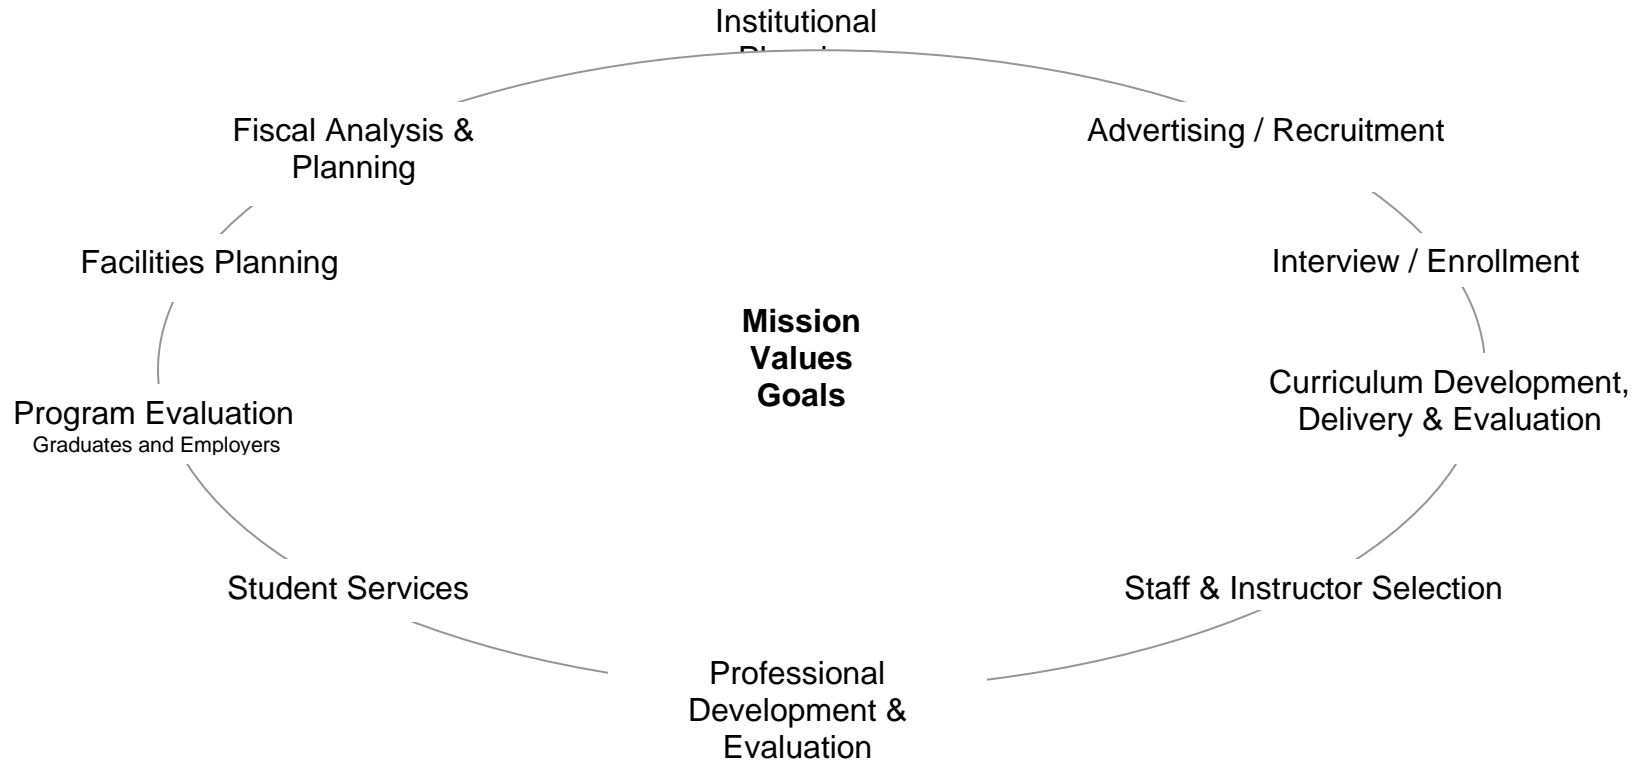 Institutional
Fiscal Analysis &
Planning
Advertising / Recruitment
Facilities Planning
Interview / Enrollment
Mission
Values
Goals
Curriculum Development,
Delivery & Evaluation
Program Evaluation
Graduates and Employers
Student Services
Staff & Instructor Selection
Professional
Development &
Evaluation